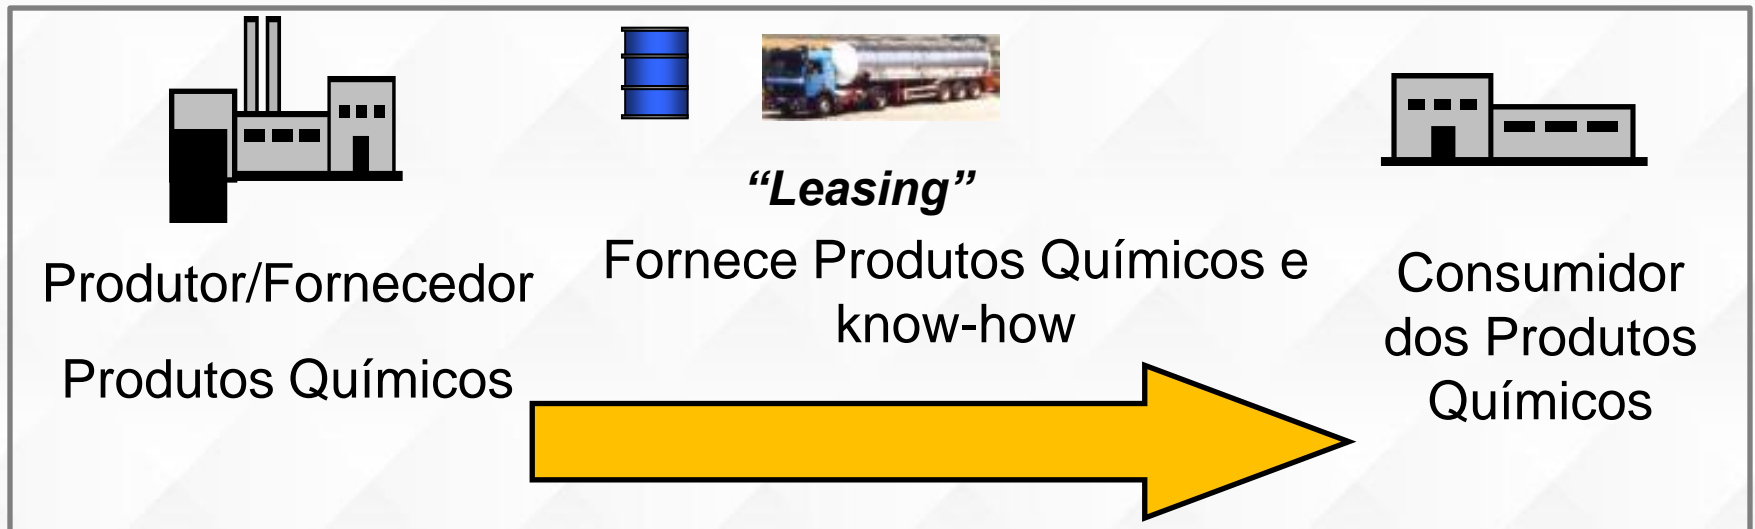 “Leasing”
Produtor/Fornecedor
Produtos Químicos
Fornece Produtos Químicos e
know-how
Consumidor
dos Produtos
Químicos